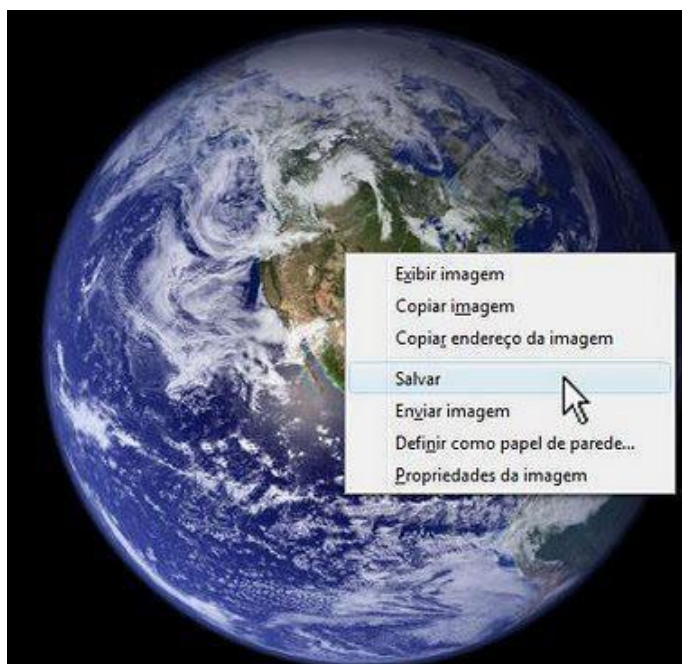 Exibir imagem
Copiar imagem
Copiar endereço da imagem
Salvar
Enviar imagem
Definir como papel de parede...
Propriedades da imagem